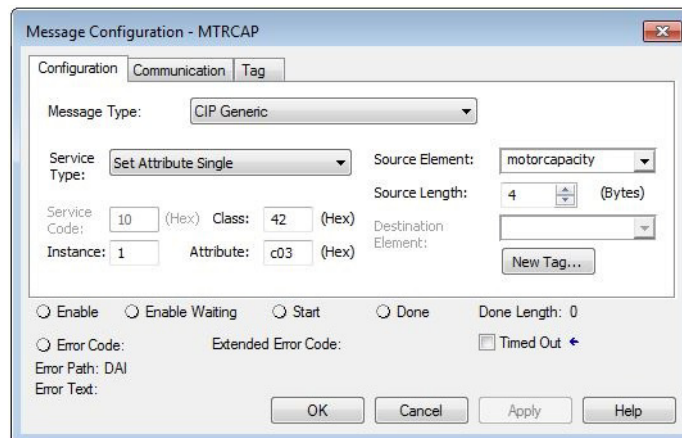 Message Configuration - MTRCAP
Configuration Communication Tag
Message Type: CIP Generic
Service Type: Set Attribute Single Source Element: motorcapacity
Source Length: 4 (Bytes)
Service Code: 10 (Hex) Class: 42 (Hex) Destination Element:
Instance: 1 Attribute: c03 (Hex) New Tag...
Enable Enable Waiting Start Done Done Length: 0
Error Code: Extended Error Code: Timed Out
Error Path: DAI
Error Text:
OK Cancel Apply Help